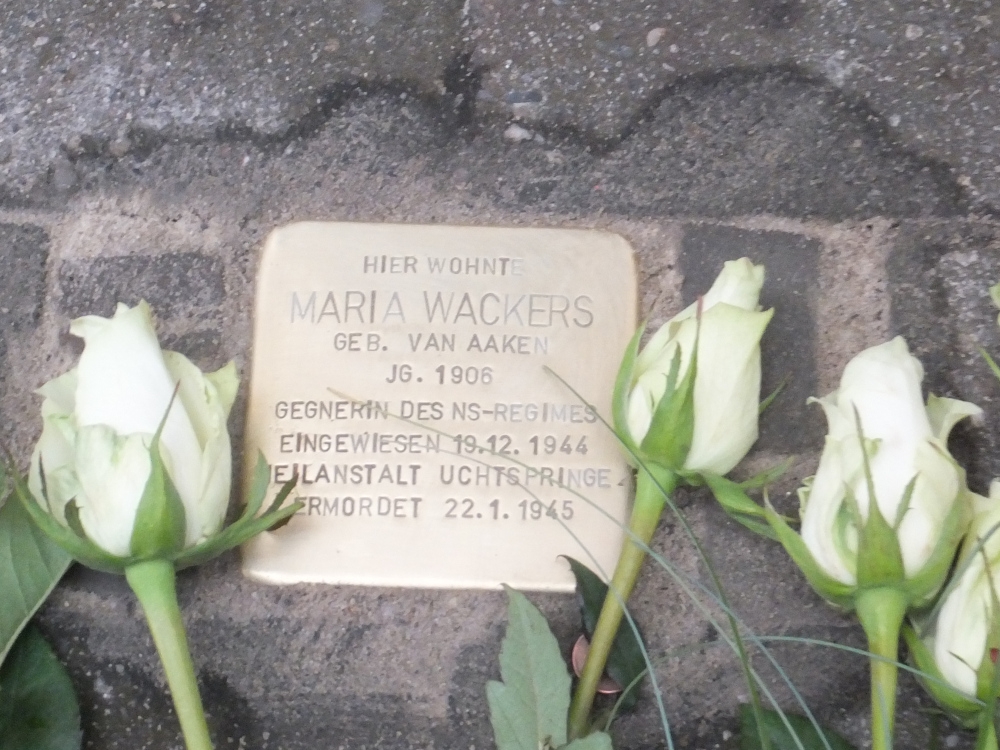 HIER WOHNTE
MARIA WACKERS
GEB. VAN AAKEN
JG. 1906
GEGNERIN DES NS-REGIMES
EINGEWIESEN 19.12.1944
HEILANSTALT UCHTSPRINGE
ERMORDET 22.1.1945